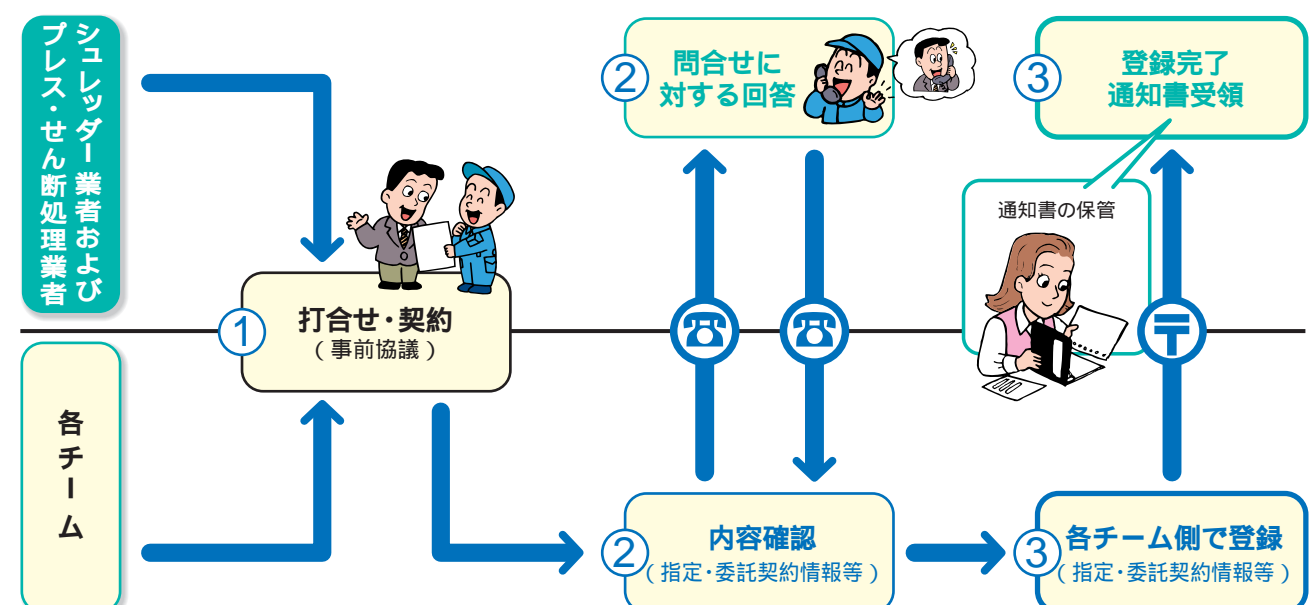 シュレッダー業者および
プレス・せん断処理業者
② 問合せに
対する回答
③ 登録完了
通知書受領
通知書の保管
① 打合せ・契約
(事前協議)
〒
各チーム
② 内容確認
(指定・委託契約情報等)
③ 各チーム側で登録
(指定・委託契約情報等)